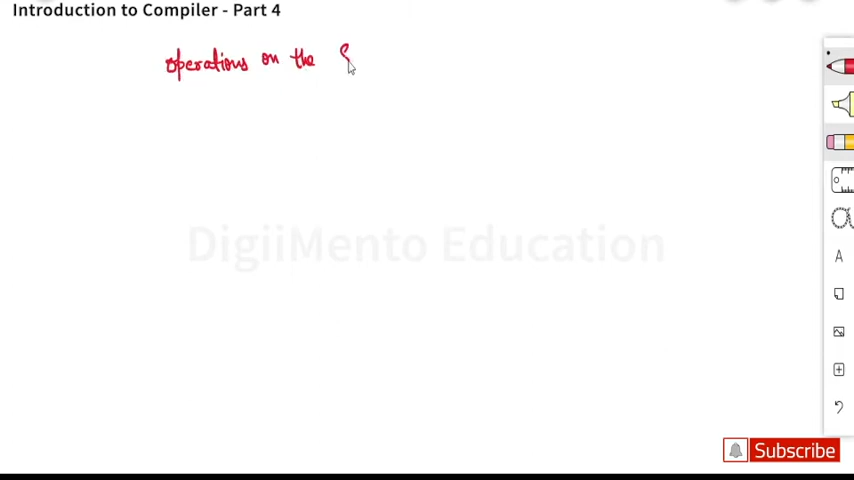 Introduction to Compiler - Part 4
operations on the S
DigiiMento Education
A
Subscribe